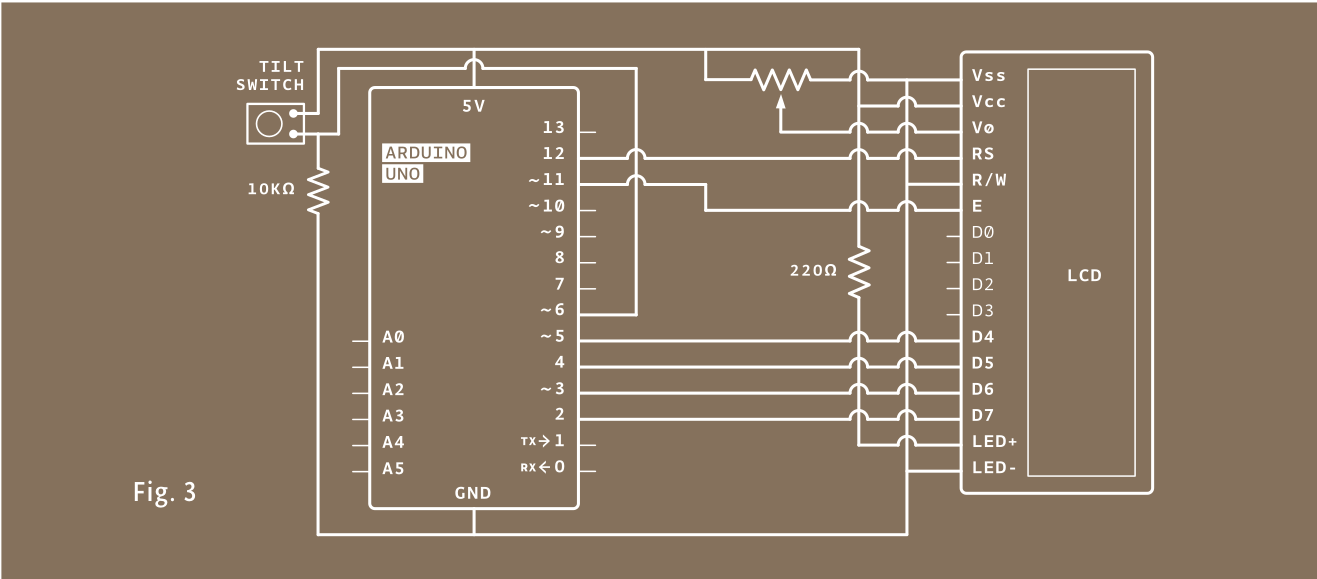 TILT
SWITCH
10KΩ
5V
ARDUINO
UNO
13
12
~11
~10
~9
8
7
~6
~5
4
~3
2
TX→1
RX←0
A0
A1
A2
A3
A4
A5
GND
220Ω
Vss
Vcc
Vø
RS
R/W
E
D0
D1
D2
D3
D4
D5
D6
D7
LED+
LED-
LCD
Fig. 3